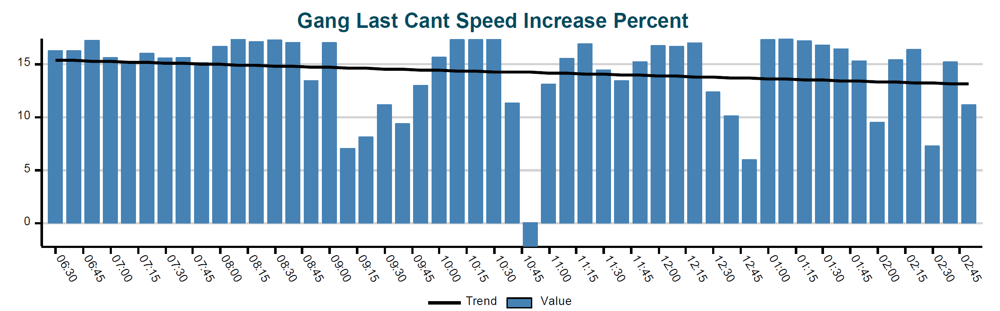 Gang Last Cant Speed Increase Percent
15
10
5
0
06:30 06:45 07:00 07:15 07:30 07:45 08:00 08:15 08:30 08:45 09:00 09:15 09:30 09:45 10:00 10:15 10:30 10:45 11:00 11:15 11:30 11:45 12:00 12:15 12:30 12:45 01:00 01:15 01:30 01:45 02:00 02:15 02:30 02:45
Trend Value